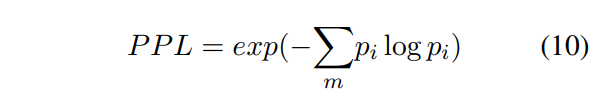 PPL = exp(−∑_m p_i log p_i) (10)